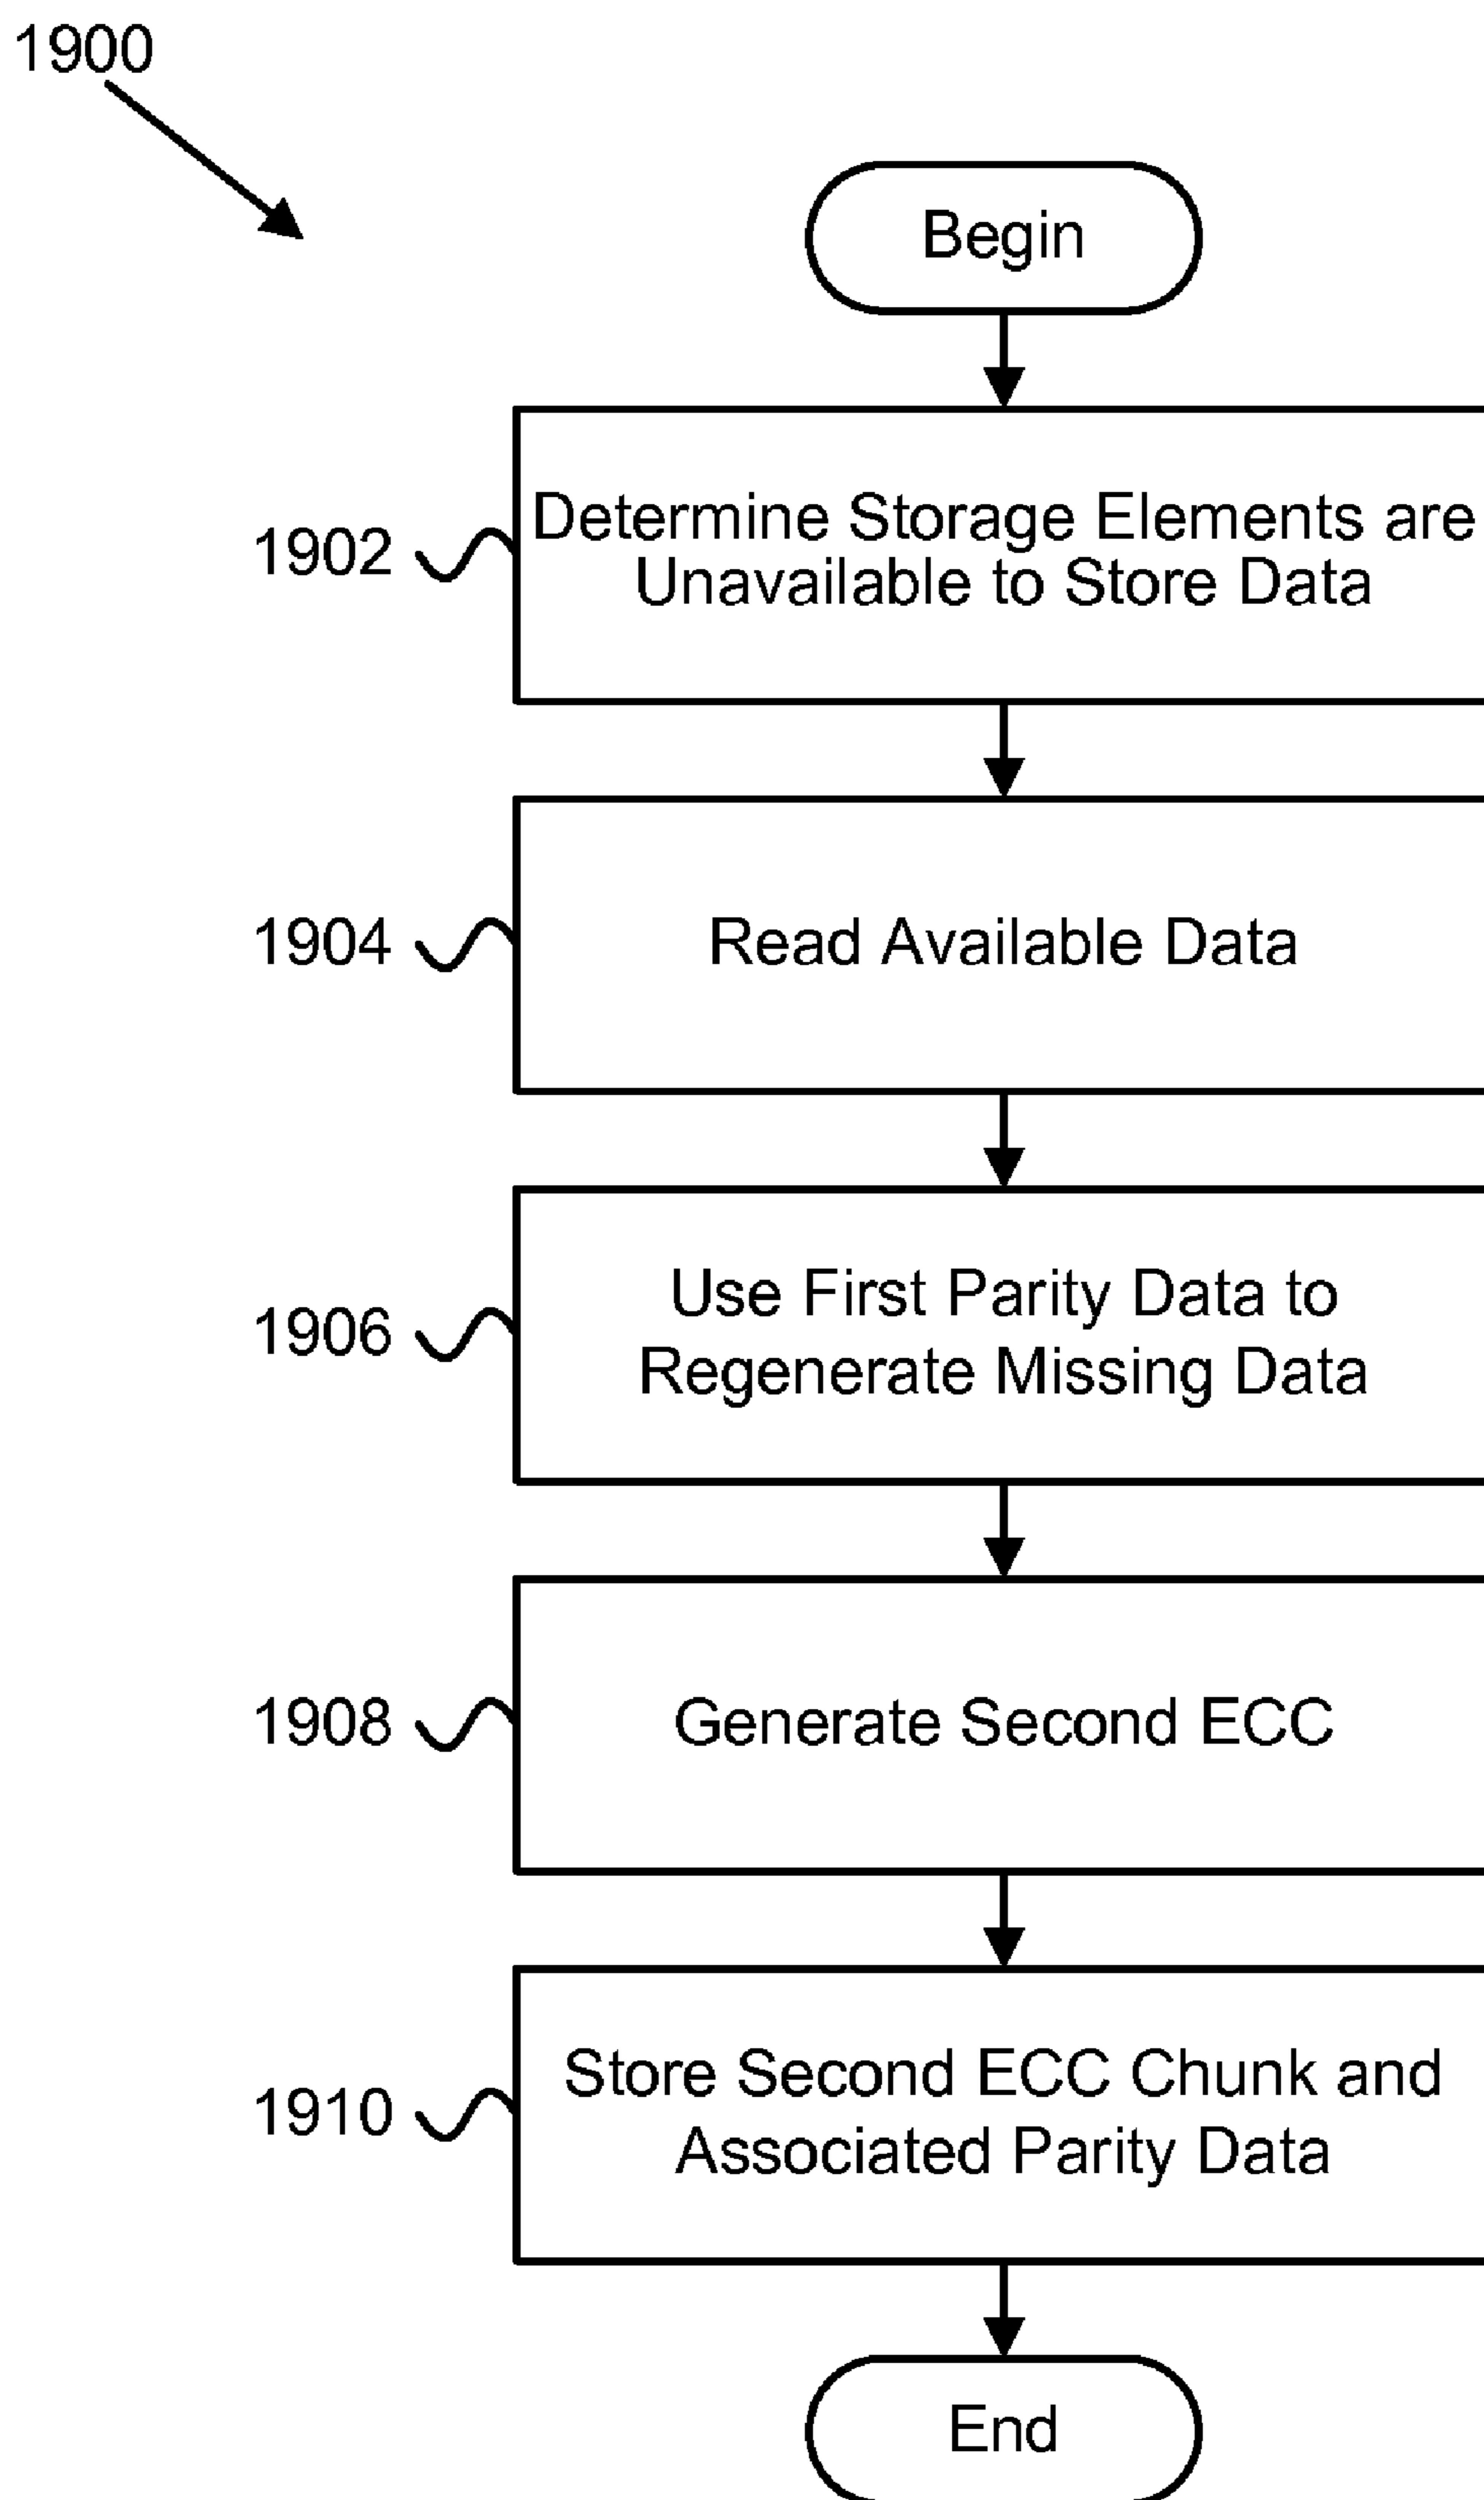 1900
Begin
1902
Determine Storage Elements are
Unavailable to Store Data
1904
Read Available Data
1906
Use First Parity Data to
Regenerate Missing Data
1908
Generate Second ECC
1910
Store Second ECC Chunk and
Associated Parity Data
End